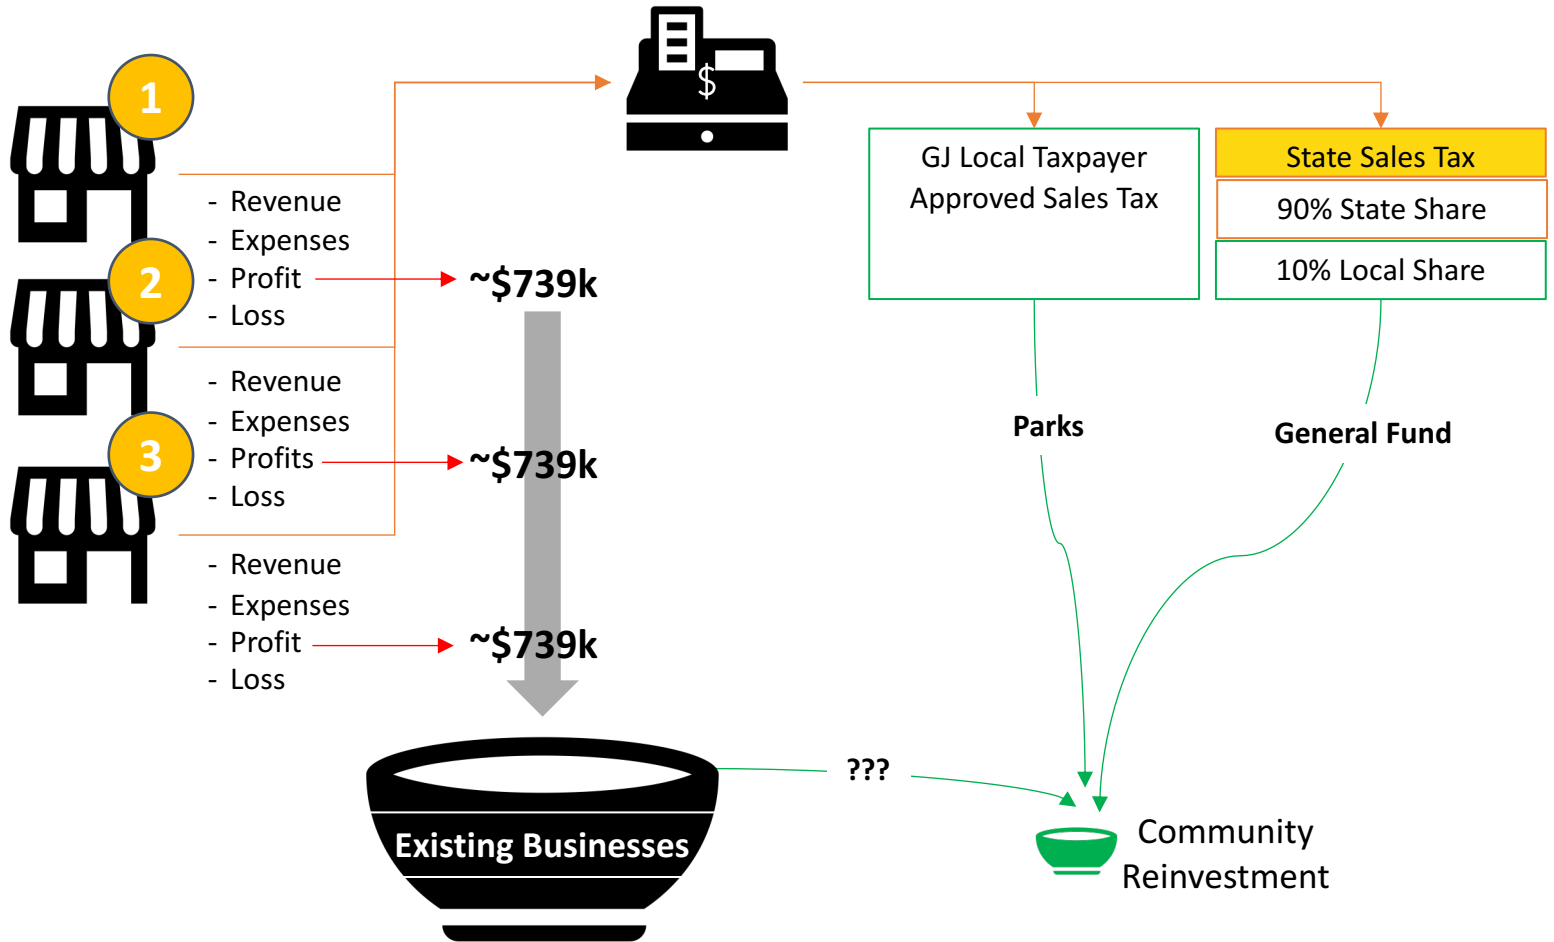 1
- Revenue
- Expenses
- Profit
- Loss
~$739k
2
- Revenue
- Expenses
- Profits
- Loss
~$739k
3
- Revenue
- Expenses
- Profit
- Loss
~$739k
Existing Businesses
$
GJ Local Taxpayer
Approved Sales Tax
State Sales Tax
90% State Share
10% Local Share
Parks
General Fund
???
Community
Reinvestment